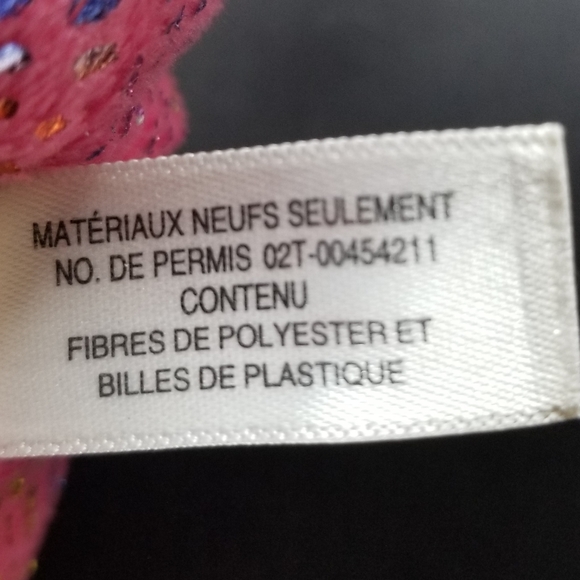 MATÉRIAUX NEUFS SEULEMENT
NO. DE PERMIS 02T-00454211
CONTENU
FIBRES DE POLYESTER ET
BILLES DE PLASTIQUE